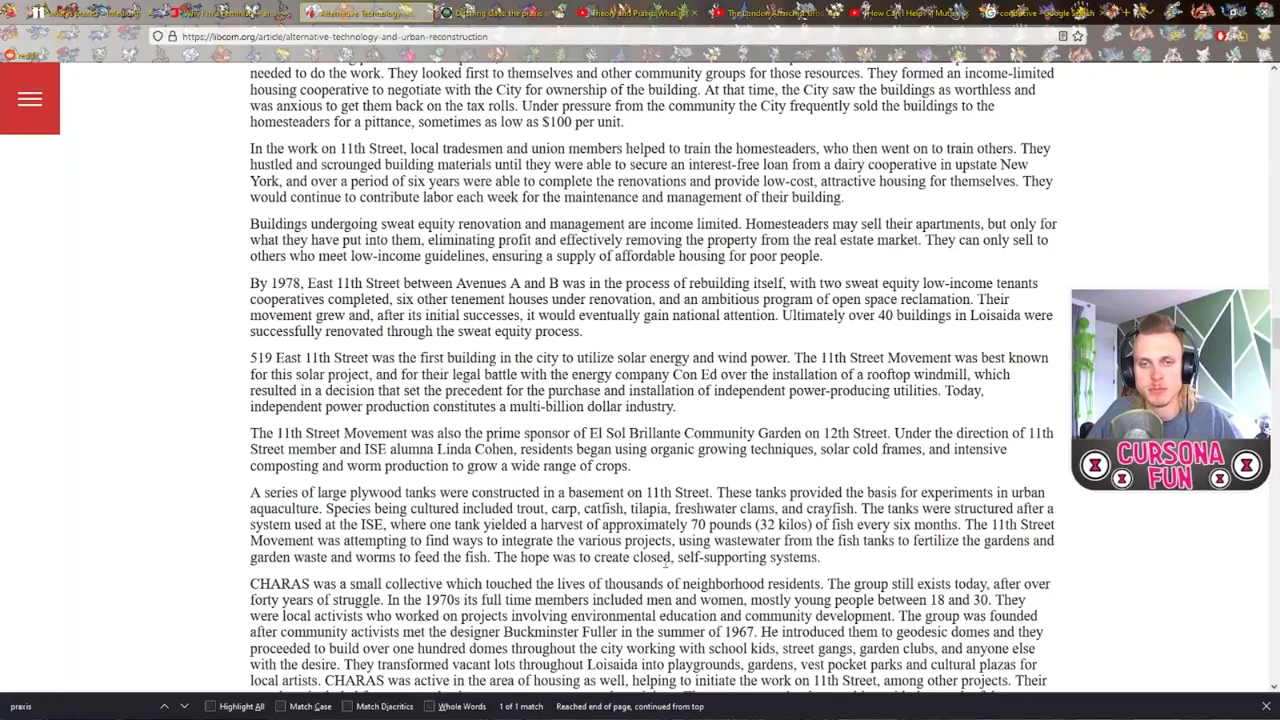 https://libcom.org/article/alternative-technology-and-urban-reconstruction
needed to do the work. They looked first to themselves and other community groups for those resources. They formed an income-limited
housing cooperative to negotiate with the City for ownership of the building. At that time, the City saw the buildings as worthless and
was anxious to get them back on the tax rolls. Under pressure from the community the City frequently sold the buildings to the
homesteaders for a pittance, sometimes as low as $100 per unit.
In the work on 11th Street, local tradesmen and union members helped to train the homesteaders, who then went on to train others. They
hustled and scrounged building materials until they were able to secure an interest-free loan from a dairy cooperative in upstate New
York, and over a period of six years were able to complete the renovations and provide low-cost, attractive housing for themselves. They
would continue to contribute labor each week for the maintenance and management of their building.
Buildings undergoing sweat equity renovation and management are income limited. Homesteaders may sell their apartments, but only for
what they have put into them, eliminating profit and effectively removing the property from the real estate market. They can only sell to
others who meet low-income guidelines, ensuring a supply of affordable housing for poor people.
By 1978, East 11th Street between Avenues A and B was in the process of rebuilding itself, with two sweat equity low-income tenants
cooperatives completed, six other tenement houses under renovation, and an ambitious program of open space reclamation. Their
movement grew and, after its initial successes, it would eventually gain national attention. Ultimately over 40 buildings in Loisaida were
successfully renovated through the sweat equity process.
519 East 11th Street was the first building in the city to utilize solar energy and wind power. The 11th Street Movement was best known
for this solar project, and for their legal battle with the energy company Con Ed over the installation of a rooftop windmill, which
resulted in a decision that set the precedent for the purchase and installation of independent power-producing utilities. Today,
independent power production constitutes a multi-billion dollar industry.
The 11th Street Movement was also the prime sponsor of El Sol Brillante Community Garden on 12th Street. Under the direction of 11th
Street member and ISE alumna Linda Cohen, residents began using organic growing techniques, solar cold frames, and intensive
composting and worm production to grow a wide range of crops.
A series of large plywood tanks were constructed in a basement on 11th Street. These tanks provided the basis for experiments in urban
aquaculture. Species being cultured included trout, carp, catfish, tilapia, freshwater clams, and crayfish. The tanks were structured after a
system used at the ISE, where one tank yielded a harvest of approximately 70 pounds (32 kilos) of fish every six months. The 11th Street
Movement was attempting to find ways to integrate the various projects, using wastewater from the fish tanks to fertilize the gardens and
garden waste and worms to feed the fish. The hope was to create closed, self-supporting systems.
CHARAS was a small collective which touched the lives of thousands of neighborhood residents. The group still exists today, after over
forty years of struggle. In the 1970s its full time members included men and women, mostly young people between 18 and 30. They
were local activists who worked on projects involving environmental education and community development. The group was founded
after community activists met the designer Buckminster Fuller in the summer of 1967. He introduced them to geodesic domes and they
proceeded to build over one hundred domes throughout the city working with school kids, street gangs, garden clubs, and anyone else
with the desire. They transformed vacant lots throughout Loisaida into playgrounds, gardens, vest pocket parks and cultural plazas for
local artists. CHARAS was active in the area of housing as well, helping to initiate the work on 11th Street, among other projects. Their
CURSONA
FUN
praxis
Highlight All
Match Case
Match Diacritics
Whole Words
1 of 1 match
Reached end of page, continued from top